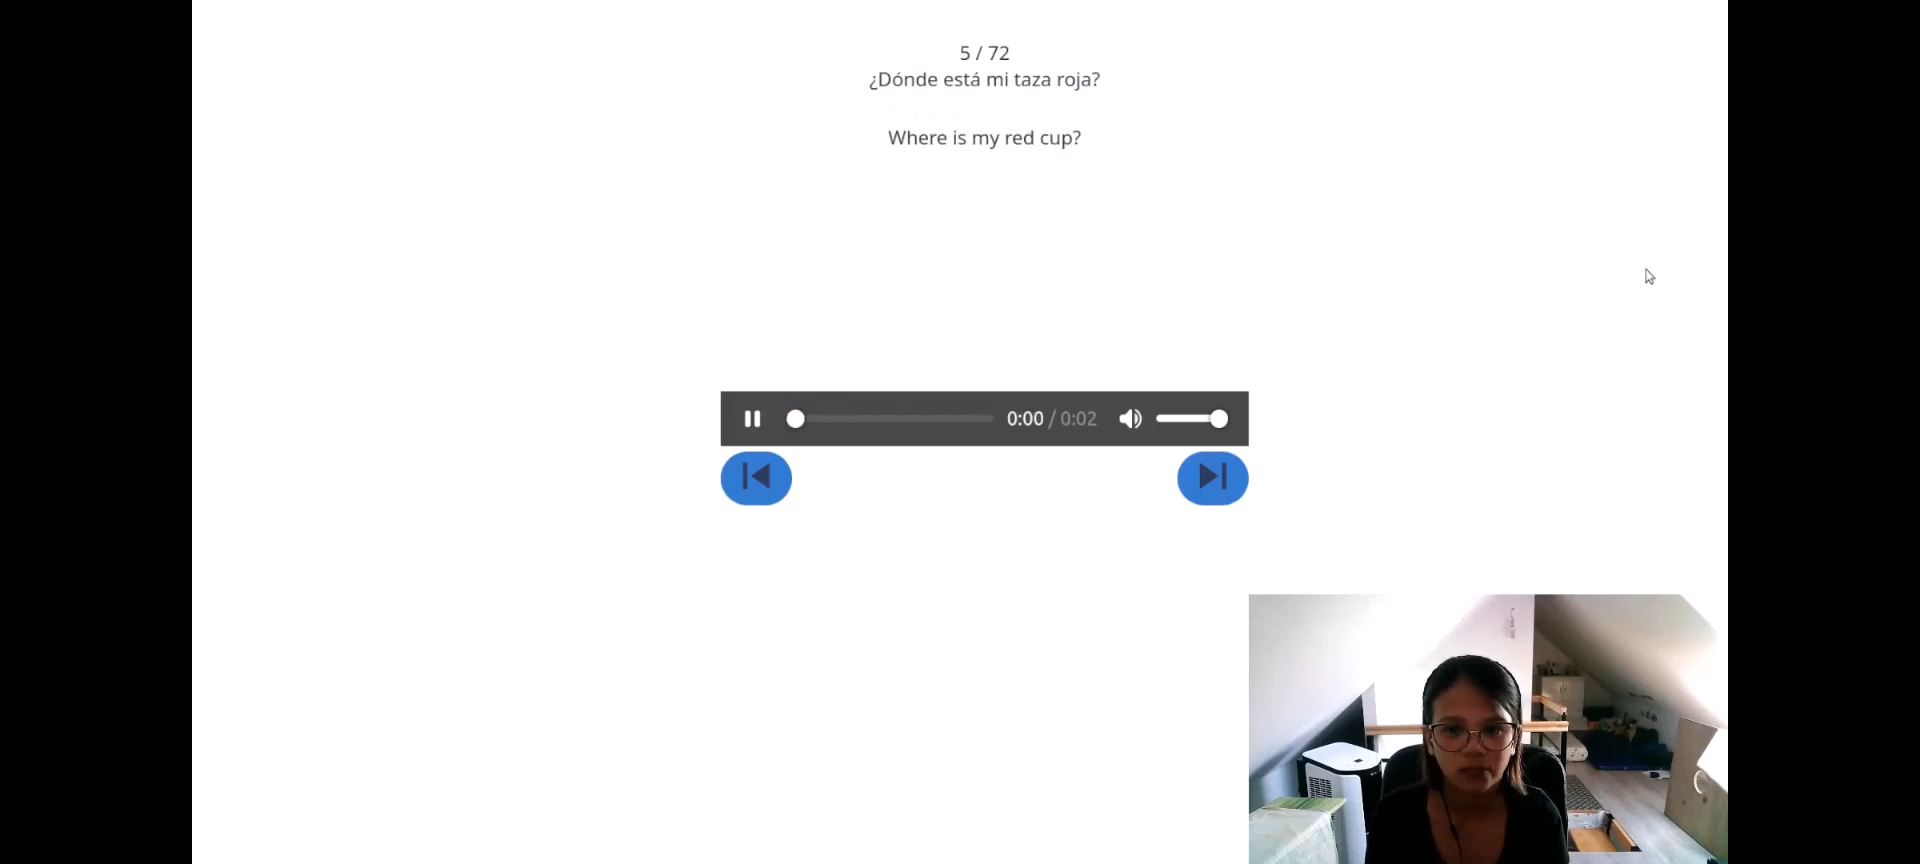 5 / 72
¿Dónde está mi taza roja?
Where is my red cup?
0:00 / 0:02